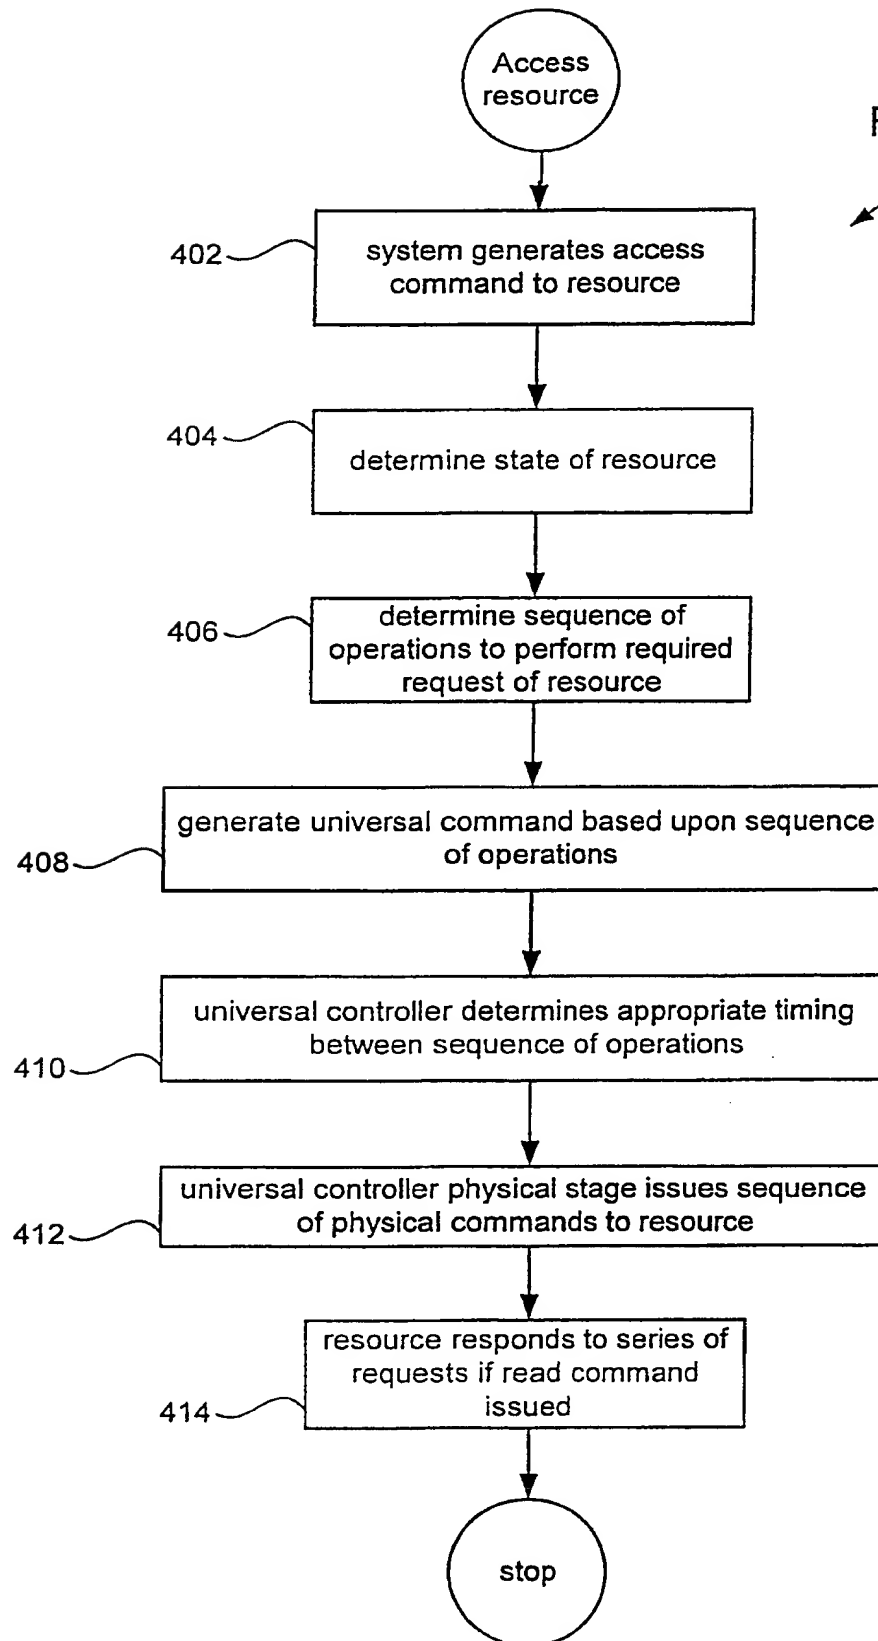 Access
resource
402
system generates access
command to resource
404
determine state of resource
406
determine sequence of
operations to perform required
request of resource
408
generate universal command based upon sequence
of operations
410
universal controller determines appropriate timing
between sequence of operations
412
universal controller physical stage issues sequence
of physical commands to resource
414
resource responds to series of
requests if read command
issued
stop